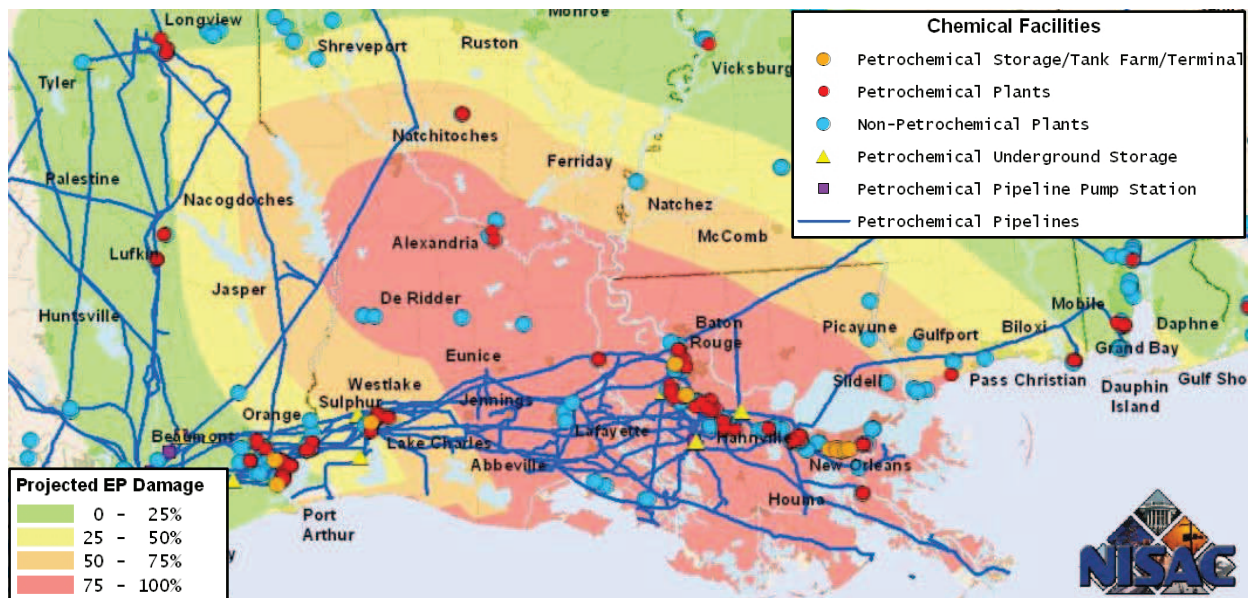 Monroe
Longview
Shreveport
Ruston
Vicksburg
Tyler
Natchitoches
Ferriday
Palestine
Nacogdoches
Natchez
McComb
Alexandria
Lufkin
Jasper
De Ridder
Huntsville
Baton
Rouge
Picayune
Gulfport
Biloxi
Mobile
Daphne
Eunice
Grand Bay
Slidell
Pass Christian
Dauphin
Island
Gulf Sho
Westlake
Sulphur
Jennings
Orange
Beaumont
Lake Charles
Lafayette
Hahnville
Abbeville
New Orleans
Houma
Port
Arthur
Chemical Facilities
Petrochemical Storage/Tank Farm/Terminal
Petrochemical Plants
Non-Petrochemical Plants
Petrochemical Underground Storage
Petrochemical Pipeline Pump Station
Petrochemical Pipelines
Projected EP Damage
0 - 25%
25 - 50%
50 - 75%
75 - 100%
NISAC